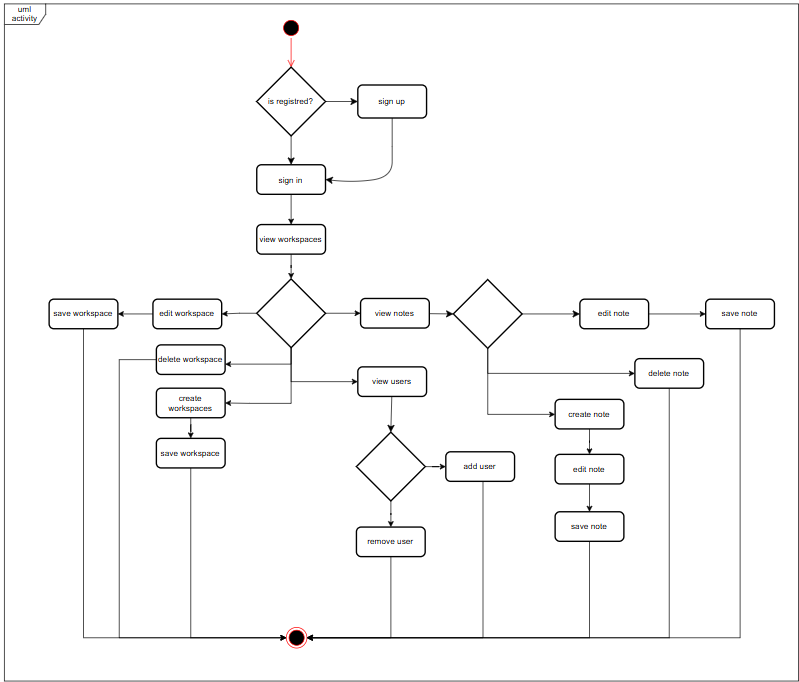 uml
activity
is registred?
sign up
sign in
view workspaces
save workspace
edit workspace
view notes
edit note
save note
delete workspace
view users
delete note
create
workspaces
create note
save workspace
add user
edit note
remove user
save note